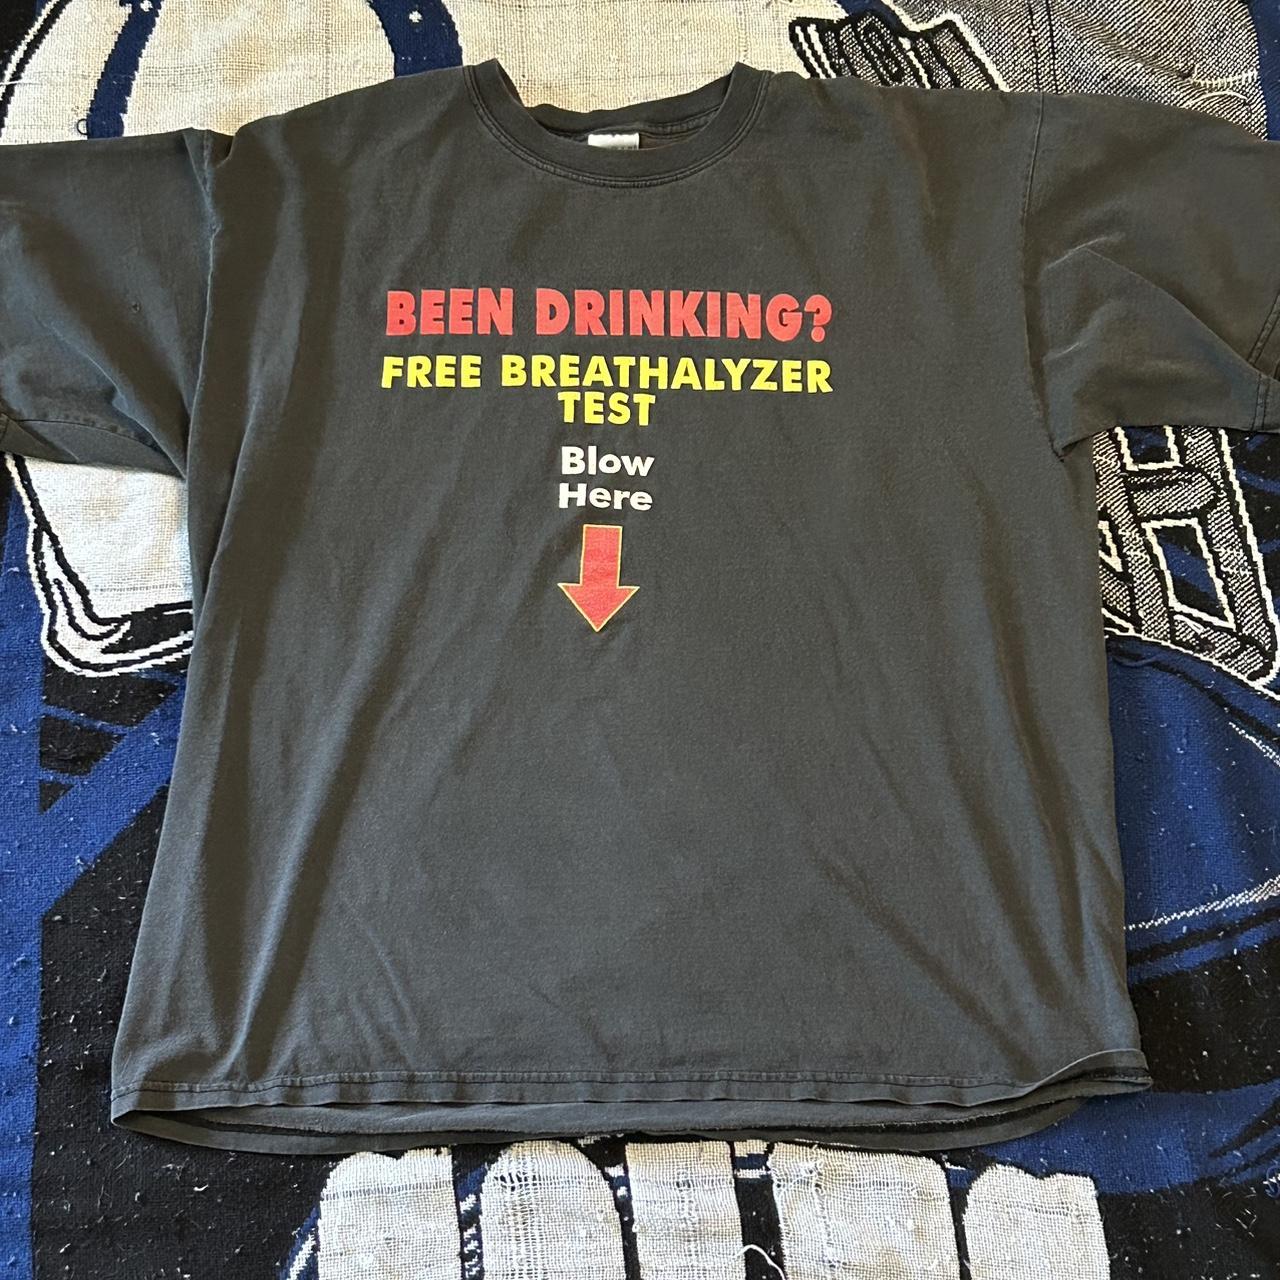 BEEN DRINKING?
FREE BREATHALYZER
TEST
Blow
Here